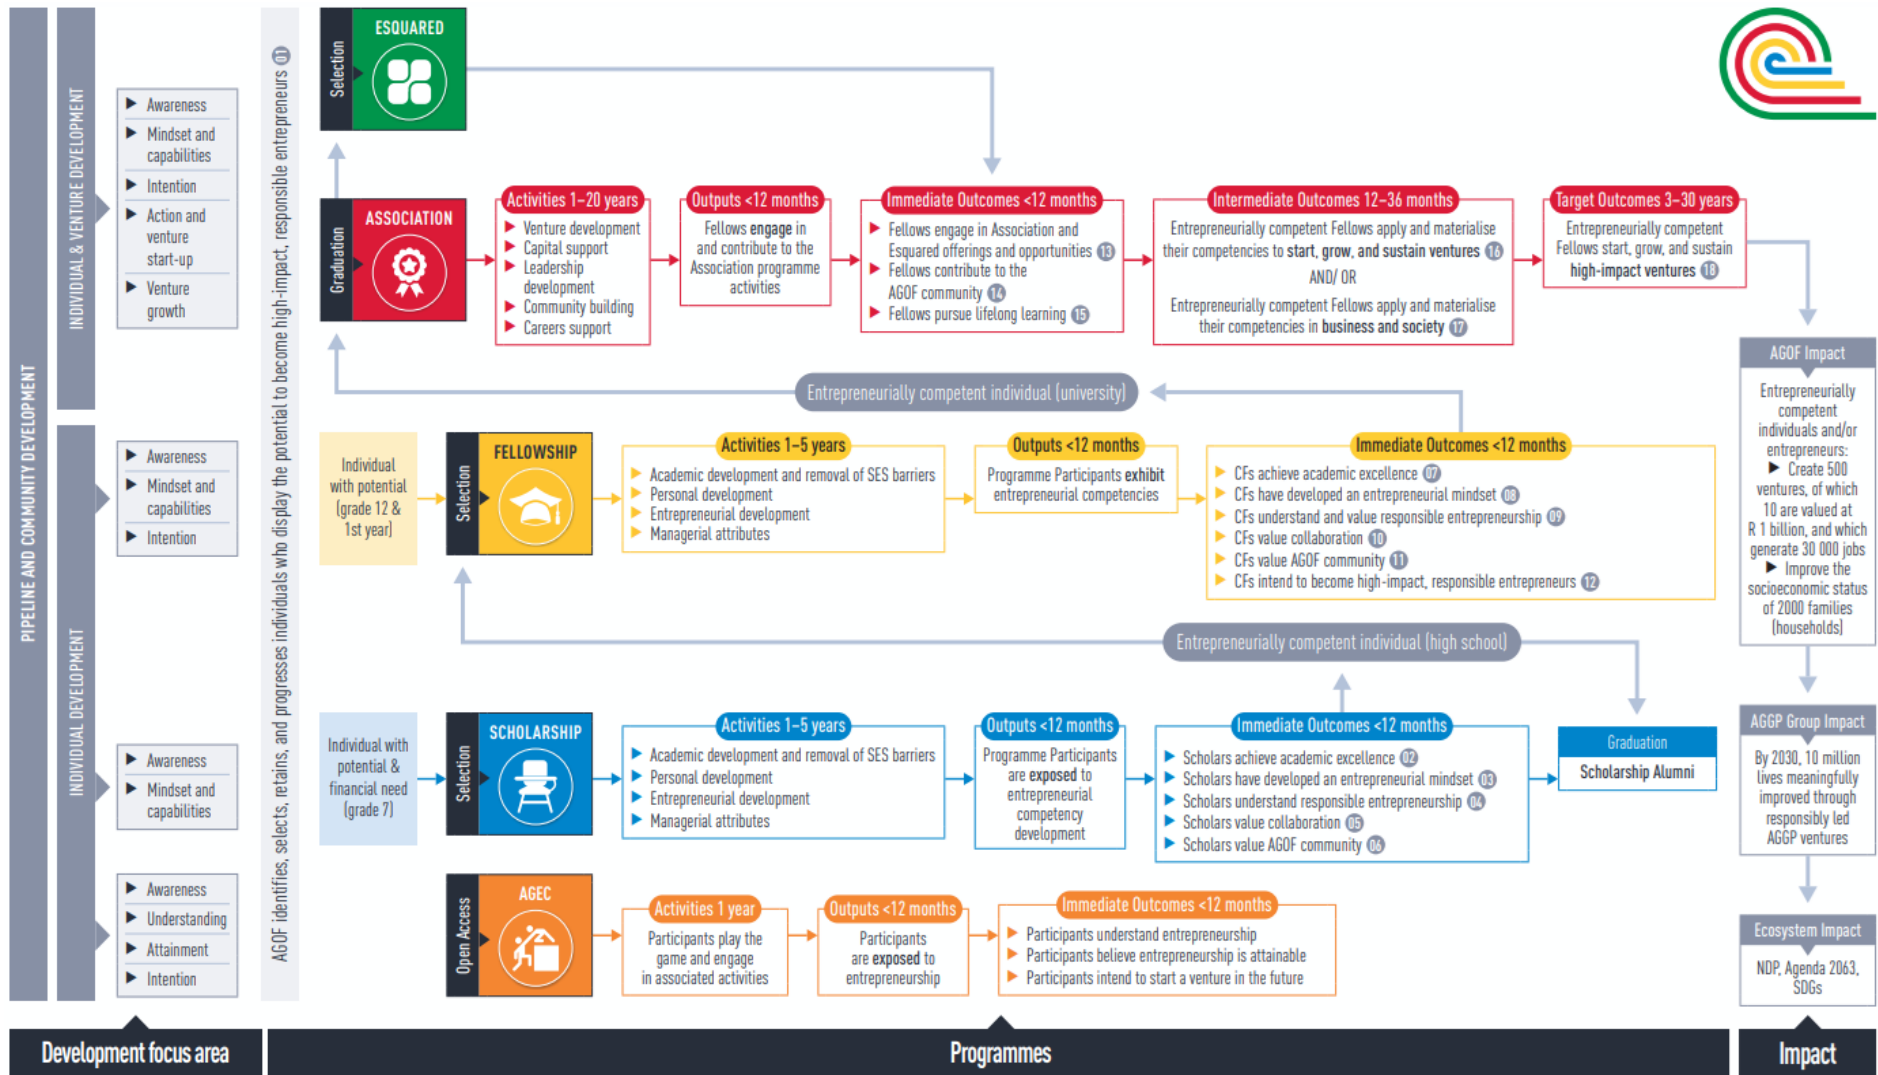 PIPELINE AND COMMUNITY DEVELOPMENT
INDIVIDUAL & VENTURE DEVELOPMENT
INDIVIDUAL DEVELOPMENT
Awareness
Mindset and
capabilities
Intention
Action and
venture
start-up
Venture
growth
Awareness
Mindset and
capabilities
Intention
Awareness
Mindset and
capabilities
Awareness
Understanding
Attainment
Intention
AGOF identifies, selects, retains, and progresses individuals who display the potential to become high-impact, responsible entrepreneurs 01
Selection
ESQUARED
Graduation
ASSOCIATION
Activities 1–20 years
Venture development
Capital support
Leadership
development
Community building
Careers support
Outputs <12 months
Fellows engage in
and contribute to the
Association programme
activities
Immediate Outcomes <12 months
Fellows engage in Association and
Esquared offerings and opportunities 13
Fellows contribute to the
AGOF community 14
Fellows pursue lifelong learning 15
Intermediate Outcomes 12–36 months
Entrepreneurially competent Fellows apply and materialise
their competencies to start, grow, and sustain ventures 16
AND/ OR
Entrepreneurially competent Fellows apply and materialise
their competencies in business and society 17
Target Outcomes 3–30 years
Entrepreneurially competent
Fellows start, grow, and sustain
high-impact ventures 18
Entrepreneurially competent individual (university)
Individual
with potential
(grade 12 &
1st year)
Selection
FELLOWSHIP
Activities 1–5 years
Academic development and removal of SES barriers
Personal development
Entrepreneurial development
Managerial attributes
Outputs <12 months
Programme Participants exhibit
entrepreneurial competencies
Immediate Outcomes <12 months
CFs achieve academic excellence 07
CFs have developed an entrepreneurial mindset 08
CFs understand and value responsible entrepreneurship 09
CFs value collaboration 10
CFs value AGOF community 11
CFs intend to become high-impact, responsible entrepreneurs 12
Entrepreneurially competent individual (high school)
Individual with
potential &
financial need
(grade 7)
Selection
SCHOLARSHIP
Activities 1–5 years
Academic development and removal of SES barriers
Personal development
Entrepreneurial development
Managerial attributes
Outputs <12 months
Programme Participants
are exposed to
entrepreneurial
competency
development
Immediate Outcomes <12 months
Scholars achieve academic excellence 02
Scholars have developed an entrepreneurial mindset 03
Scholars understand responsible entrepreneurship 04
Scholars value collaboration 05
Scholars value AGOF community 06
Graduation
Scholarship Alumni
Open Access
AGEC
Activities 1 year
Participants play the
game and engage
in associated activities
Outputs <12 months
Participants
are exposed to
entrepreneurship
Immediate Outcomes <12 months
Participants understand entrepreneurship
Participants believe entrepreneurship is attainable
Participants intend to start a venture in the future
AGOF Impact
Entrepreneurially
competent
individuals and/or
entrepreneurs:
Create 500
ventures, of which
10 are valued at
R 1 billion, and which
generate 30 000 jobs
Improve the
socioeconomic status
of 2000 families
(households)
AGGP Group Impact
By 2030, 10 million
lives meaningfully
improved through
responsibly led
AGGP ventures
Ecosystem Impact
NDP, Agenda 2063,
SDGs
Development focus area
Programmes
Impact